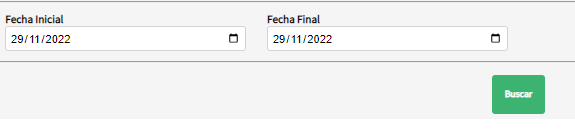 Fecha Inicial Fecha Final
29/11/2022 29/11/2022
Buscar